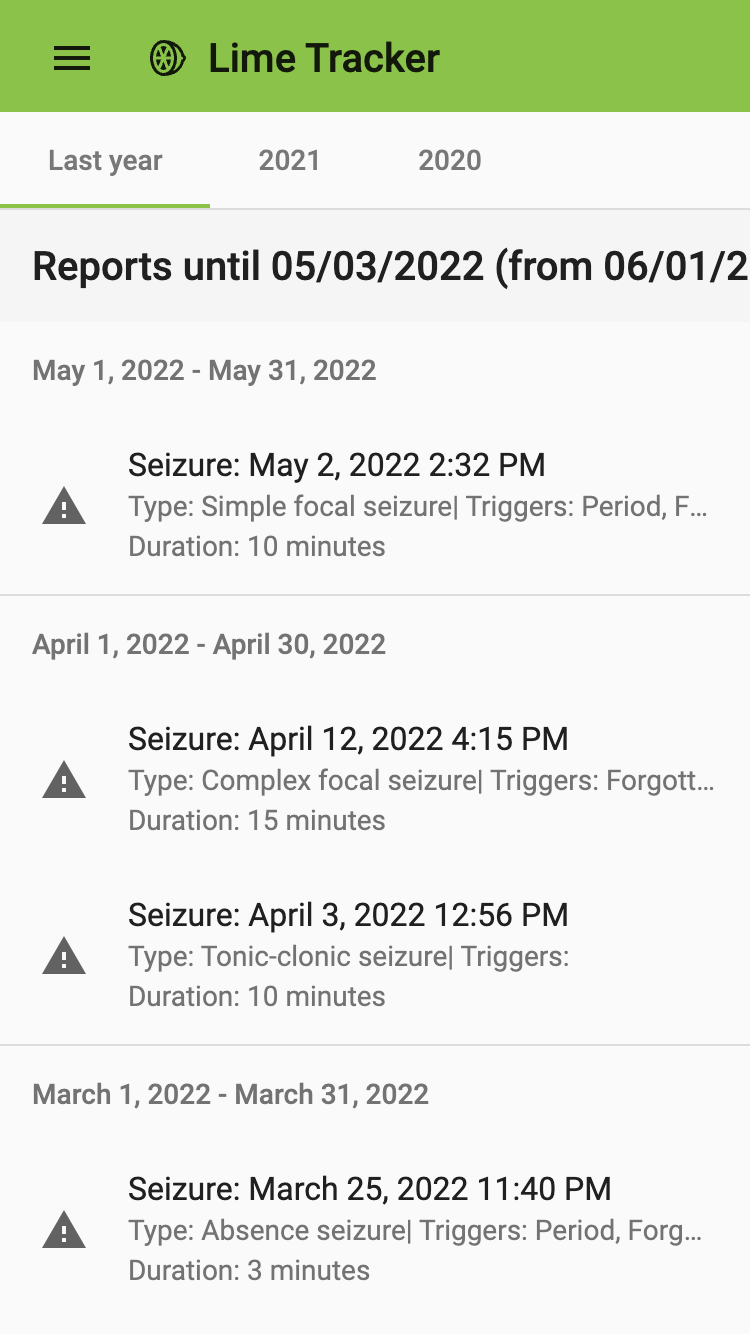 Lime Tracker
Last year 2021 2020
Reports until 05/03/2022 (from 06/01/2
May 1, 2022 - May 31, 2022
Seizure: May 2, 2022 2:32 PM
Type: Simple focal seizure| Triggers: Period, F...
Duration: 10 minutes
April 1, 2022 - April 30, 2022
Seizure: April 12, 2022 4:15 PM
Type: Complex focal seizure| Triggers: Forgott...
Duration: 15 minutes
Seizure: April 3, 2022 12:56 PM
Type: Tonic-clonic seizure| Triggers:
Duration: 10 minutes
March 1, 2022 - March 31, 2022
Seizure: March 25, 2022 11:40 PM
Type: Absence seizure| Triggers: Period, Forg...
Duration: 3 minutes